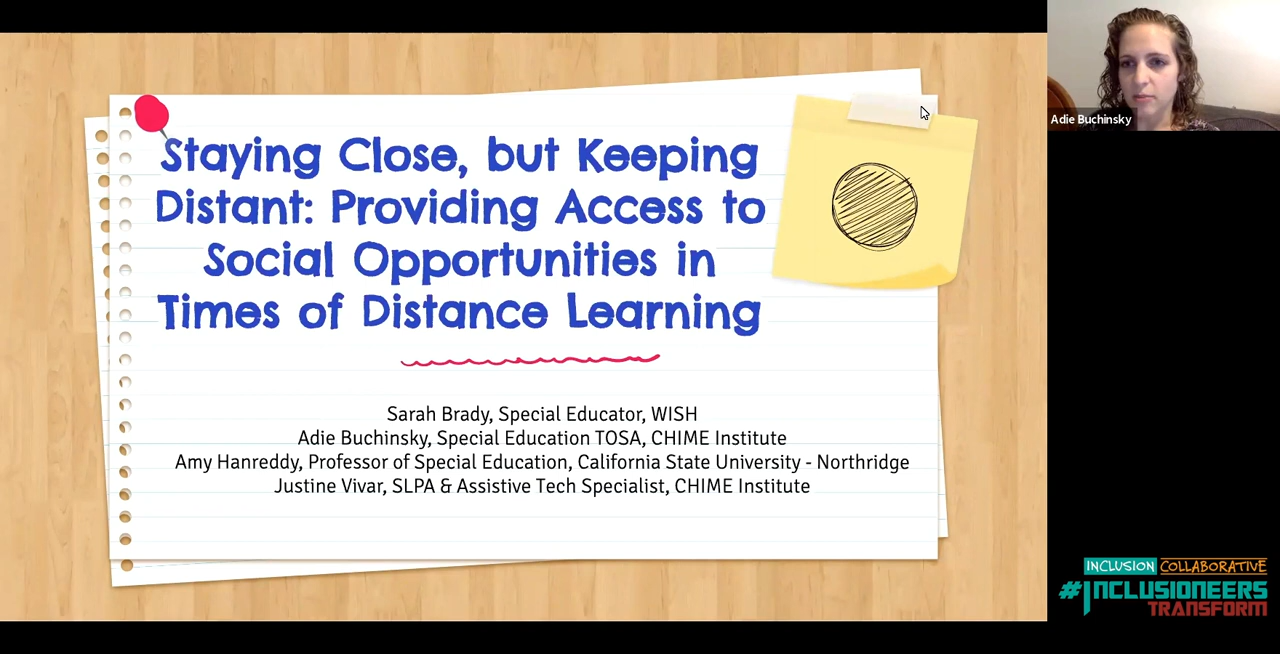 Staying Close, but Keeping
Distant: Providing Access to
Social Opportunities in
Times of Distance Learning
Sarah Brady, Special Educator, WISH
Adie Buchinsky, Special Education TOSA, CHIME Institute
Amy Hanreddy, Professor of Special Education, California State University - Northridge
Justine Vivar, SLPA & Assistive Tech Specialist, CHIME Institute
Adie Buchinsky
INCLUSION COLLABORATIVE
#INCLUSIONEERS
TRANSFORM